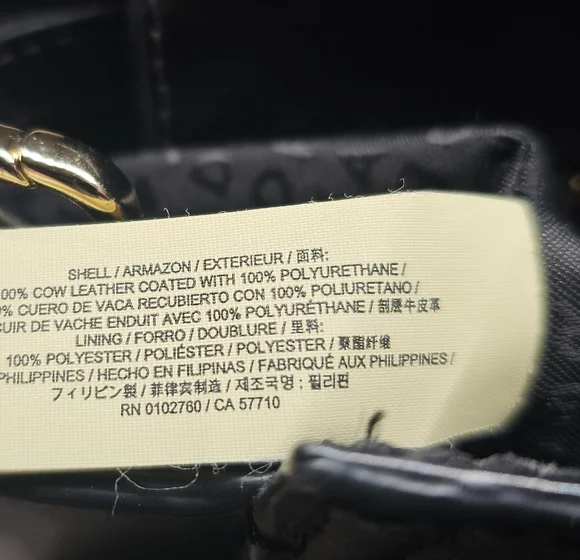 SHELL / ARMAZON / EXTERIEUR / 面料:
00% COW LEATHER COATED WITH 100% POLYURETHANE /
% CUERO DE VACA RECUBIERTO CON 100% POLIURETANO /
UIR DE VACHE ENDUIT AVEC 100% POLYURÉTHANE / 剖层牛皮革
LINING / FORRO / DOUBLURE / 里料:
100% POLYESTER / POLIÉSTER / POLYESTER / 聚酯纤维
PHILIPPINES / HECHO EN FILIPINAS / FABRIQUÉ AUX PHILIPPINES /
フィリピン製 / 菲律宾制造 / 제조국명 : 필리핀
RN 0102760 / CA 57710